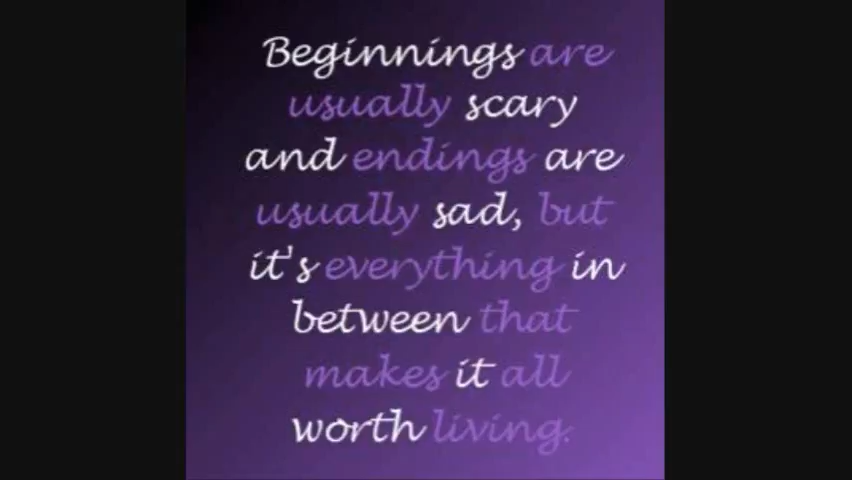 Beginnings are
usually scary
and endings are
usually sad, but
it's everything in
between that
makes it all
worth living.